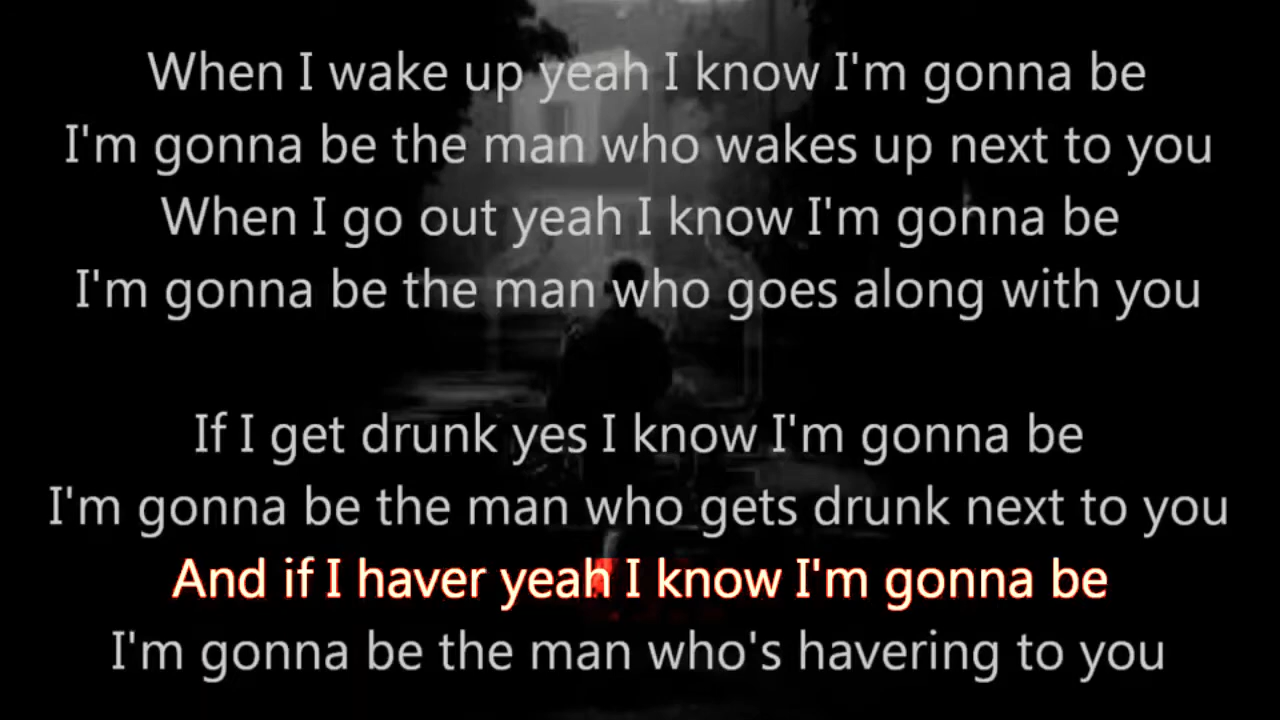 When I wake up yeah I know I'm gonna be
I'm gonna be the man who wakes up next to you
When I go out yeah I know I'm gonna be
I'm gonna be the man who goes along with you
If I get drunk yes I know I'm gonna be
I'm gonna be the man who gets drunk next to you
And if I haver yeah I know I'm gonna be
I'm gonna be the man who's havering to you